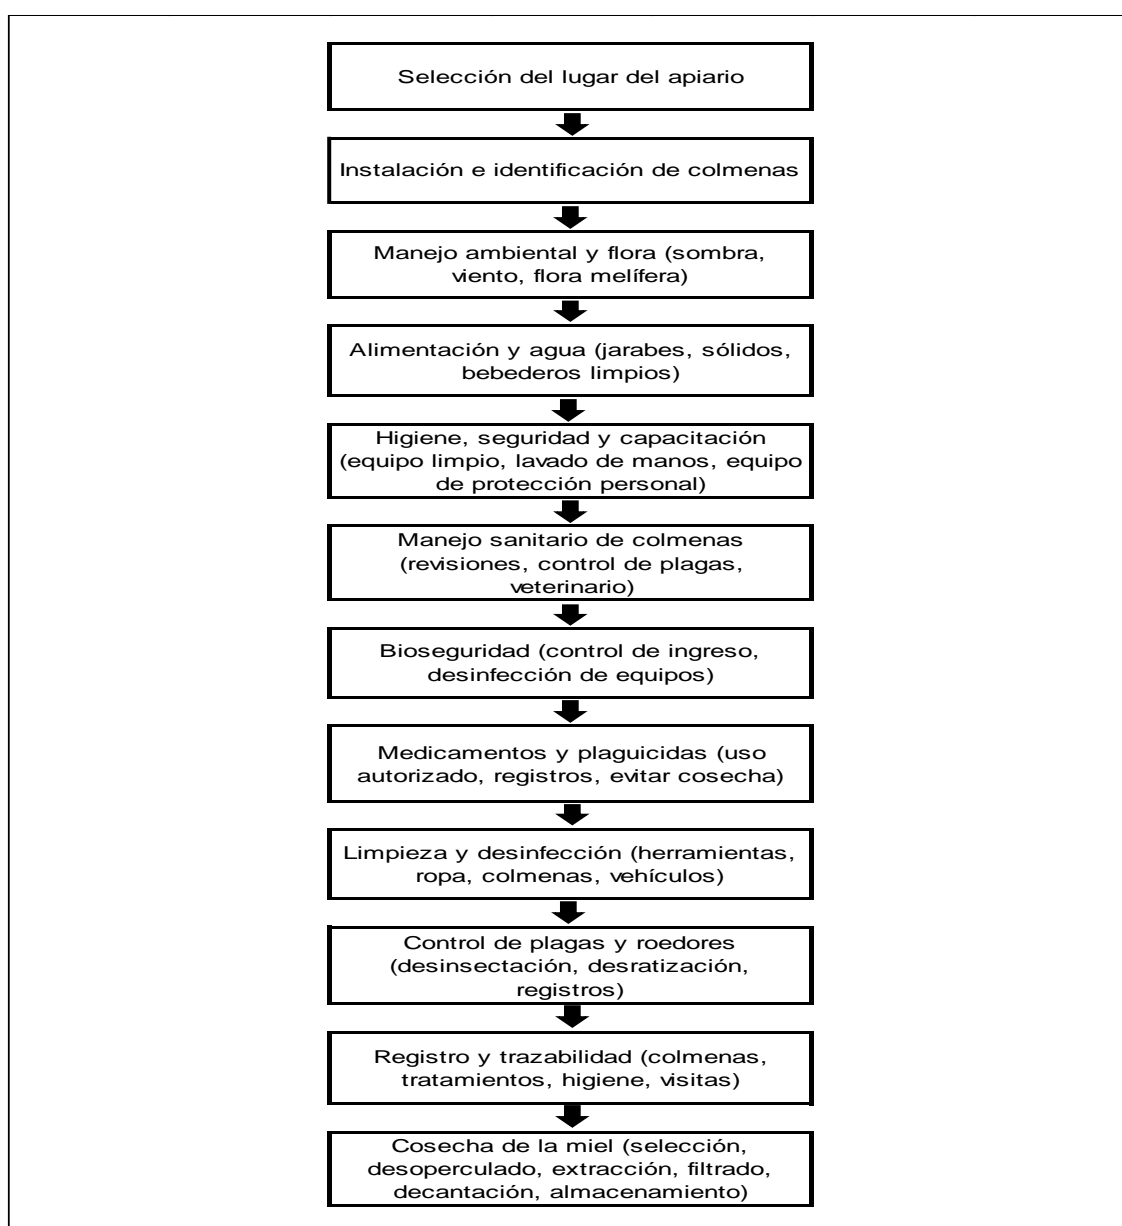 Selección del lugar del apiario
Instalación e identificación de colmenas
Manejo ambiental y flora (sombra,
viento, flora melífera)
Alimentación y agua (jarabes, sólidos,
bebederos limpios)
Higiene, seguridad y capacitación
(equipo limpio, lavado de manos, equipo
de protección personal)
Manejo sanitario de colmenas
(revisiones, control de plagas,
veterinario)
Bioseguridad (control de ingreso,
desinfección de equipos)
Medicamentos y plaguicidas (uso
autorizado, registros, evitar cosecha)
Limpieza y desinfección (herramientas,
ropa, colmenas, vehículos)
Control de plagas y roedores
(desinsectación, desratización,
registros)
Registro y trazabilidad (colmenas,
tratamientos, higiene, visitas)
Cosecha de la miel (selección,
desoperculado, extracción, filtrado,
decantación, almacenamiento)